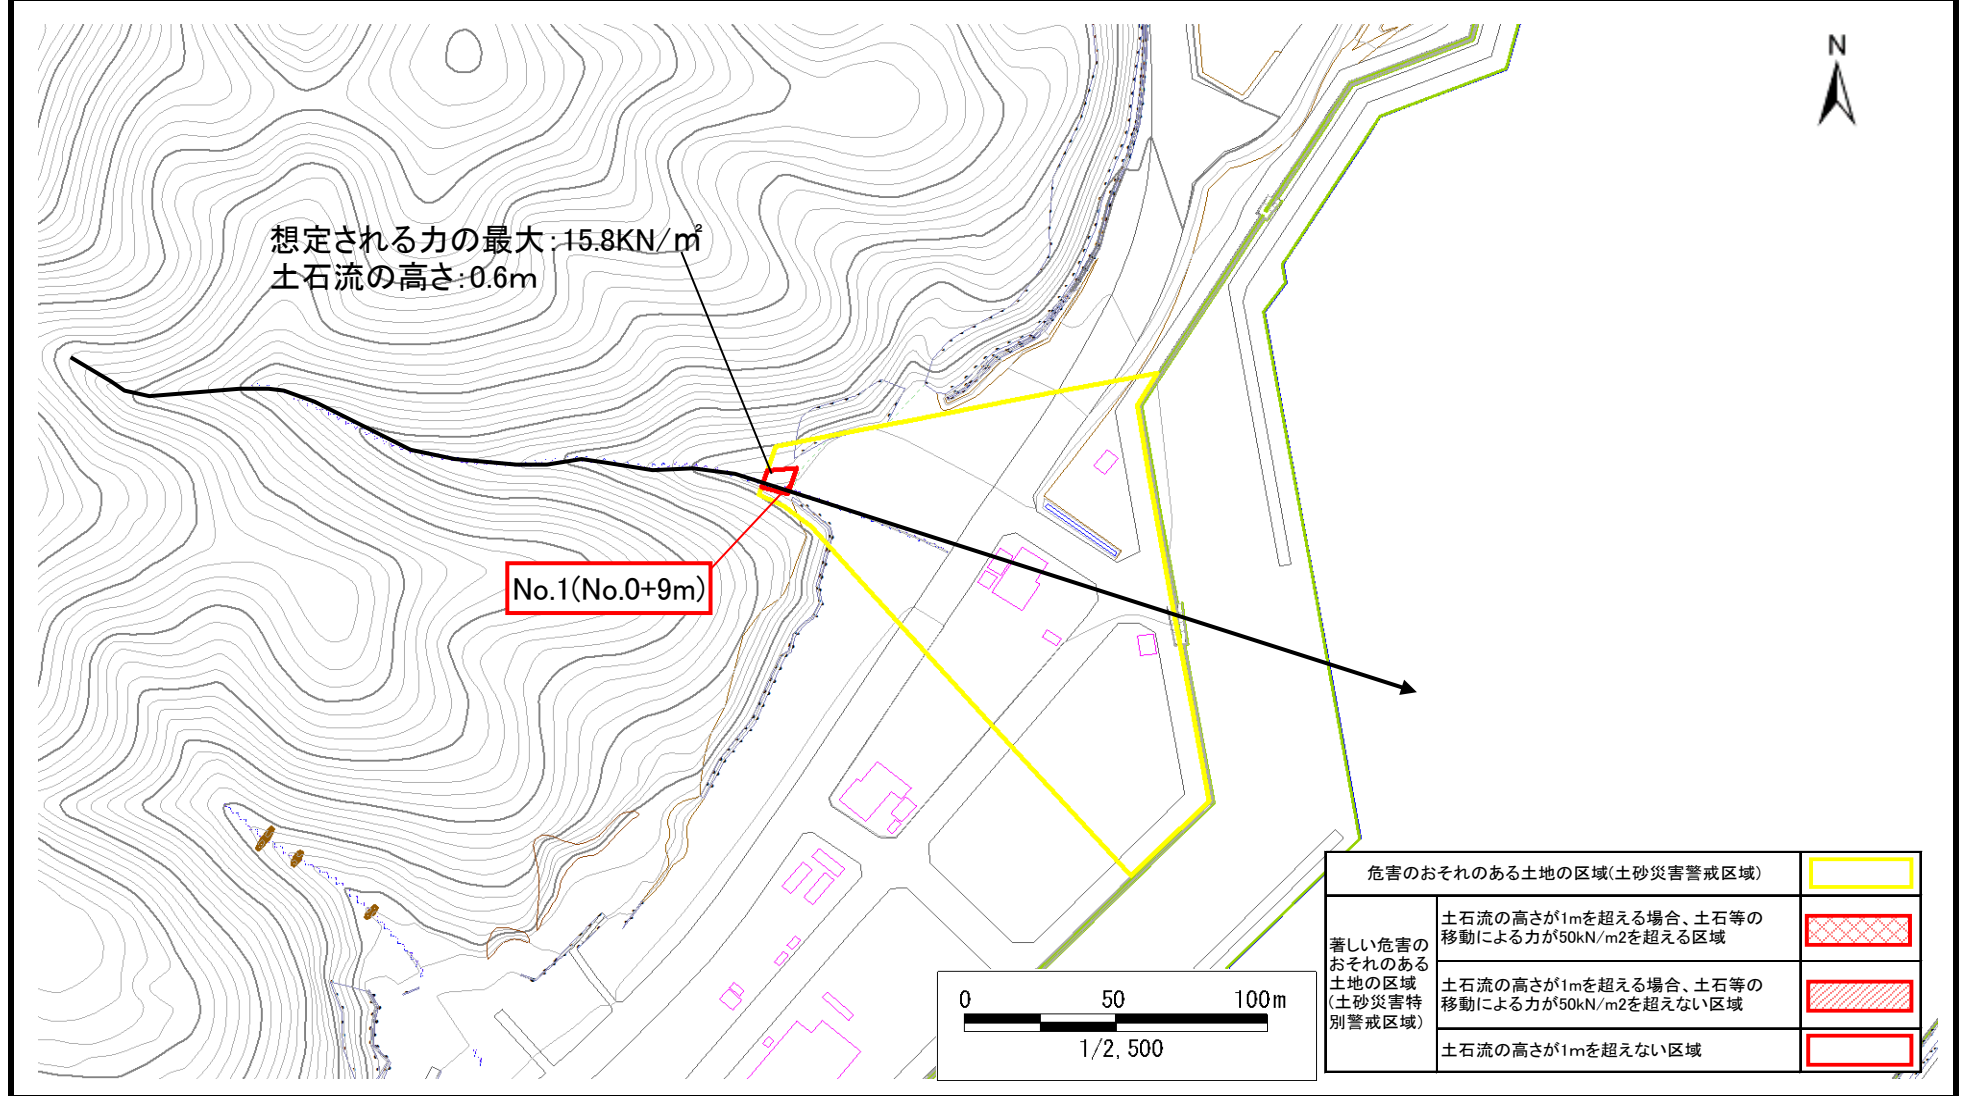 N
想定される力の最大:15.8KN/㎡
土石流の高さ:0.6m
No.1(No.0+9m)
危害のおそれのある土地の区域(土砂災害警戒区域)
著しい危害の
おそれのある
土地の区域
(土砂災害特
別警戒区域)
土石流の高さが1mを超える場合、土石等の
移動による力が50kN/m2を超える区域
土石流の高さが1mを超える場合、土石等の
移動による力が50kN/m2を超えない区域
土石流の高さが1mを超えない区域
0 50 100m
1/2,500